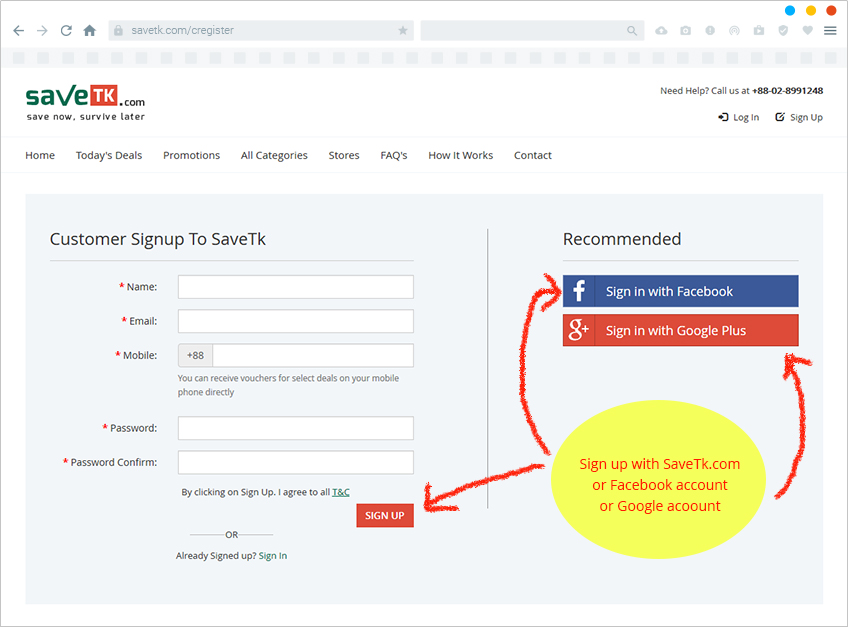 savetk.com/cregister
saveTK.com
save now, survive later
Need Help? Call us at +88-02-8991248
Log In Sign Up
Home Today's Deals Promotions All Categories Stores FAQ's How It Works Contact
Customer Signup To SaveTk
* Name:
* Email:
* Mobile: +88
You can receive vouchers for select deals on your mobile
phone directly
* Password:
* Password Confirm:
By clicking on Sign Up. I agree to all T&C
SIGN UP
OR
Already Signed up? Sign In
Recommended
f Sign in with Facebook
g+ Sign in with Google Plus
Sign up with SaveTk.com
or Facebook account
or Google acoount